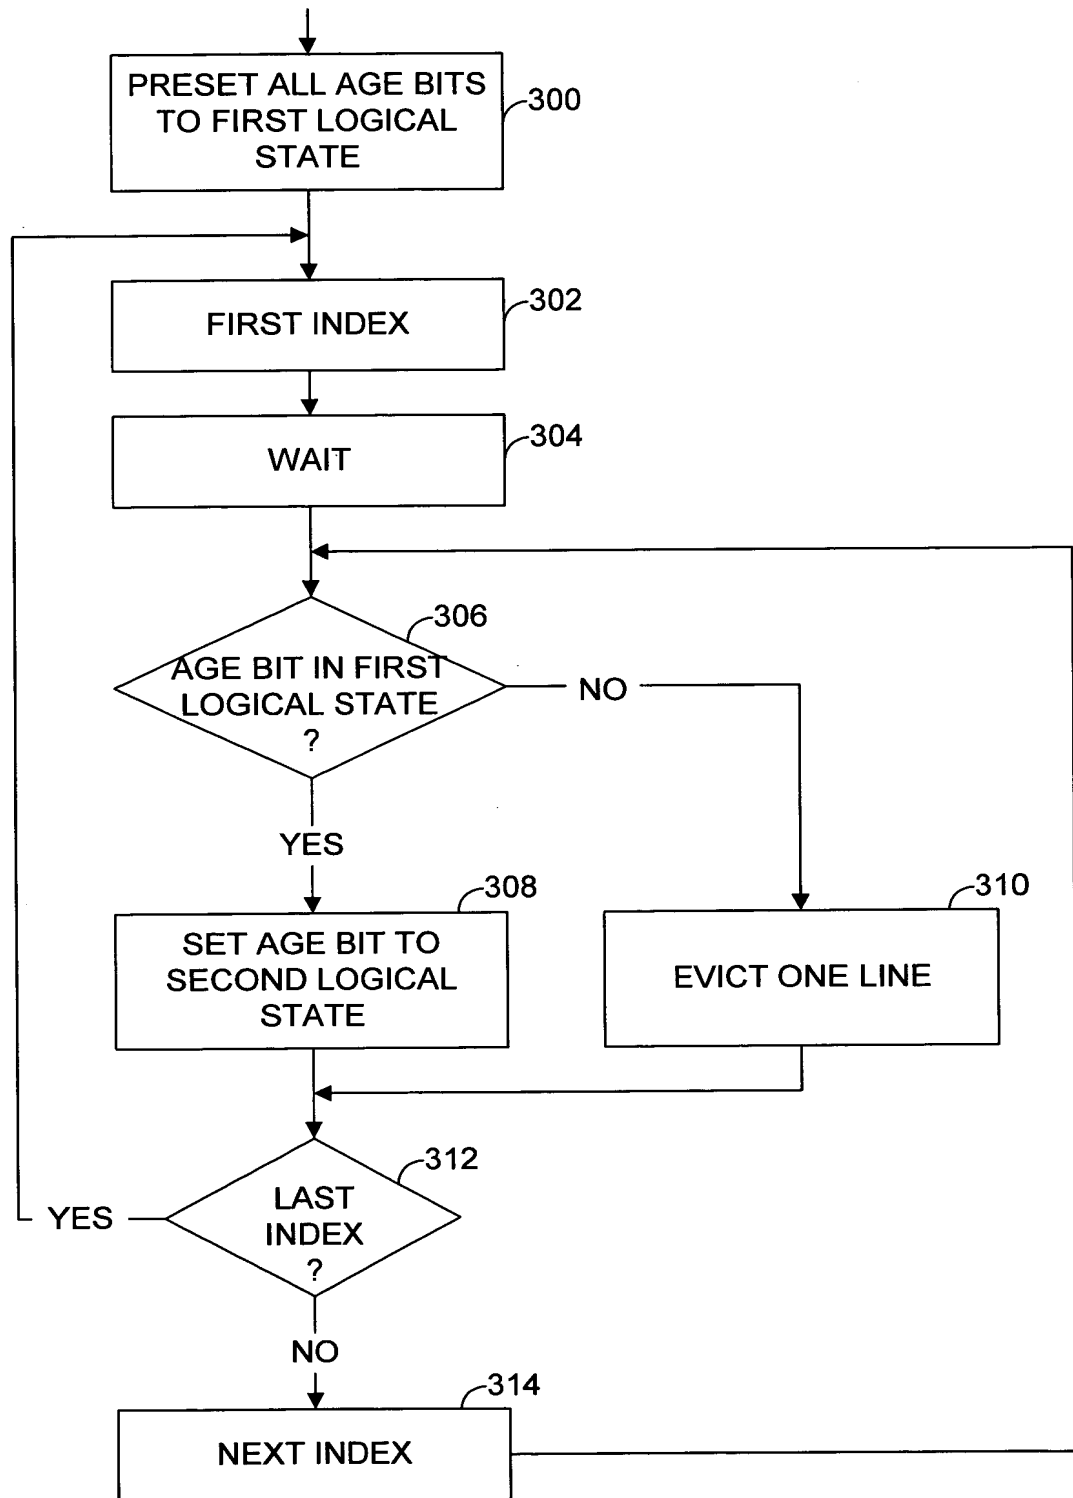 PRESET ALL AGE BITS
TO FIRST LOGICAL
STATE
300
FIRST INDEX
302
WAIT
304
306
AGE BIT IN FIRST
LOGICAL STATE
?
NO
YES
308
SET AGE BIT TO
SECOND LOGICAL
STATE
310
EVICT ONE LINE
312
LAST
INDEX
?
YES
NO
314
NEXT INDEX